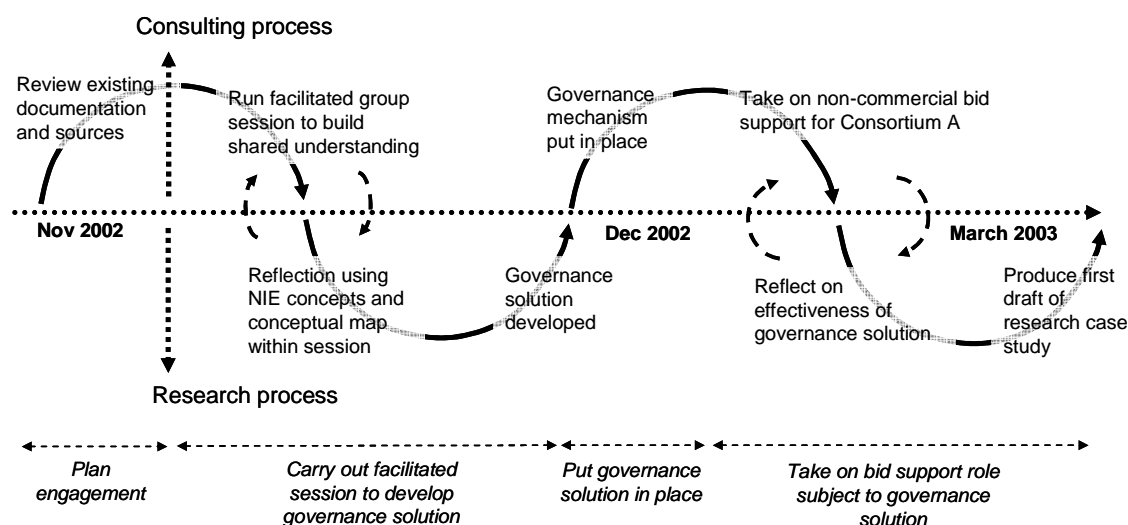 Consulting process
Review existing
documentation
and sources
Run facilitated group
session to build
shared understanding
Governance
mechanism
put in place
Take on non-commercial bid
support for Consortium A
Nov 2002
Dec 2002
March 2003
Reflection using
NIE concepts and
conceptual map
within session
Governance
solution
developed
Reflect on
effectiveness of
governance solution
Produce first
draft of
research case
study
Research process
Plan
engagement
Carry out facilitated
session to develop
governance solution
Put governance
solution in place
Take on bid support role
subject to governance
solution